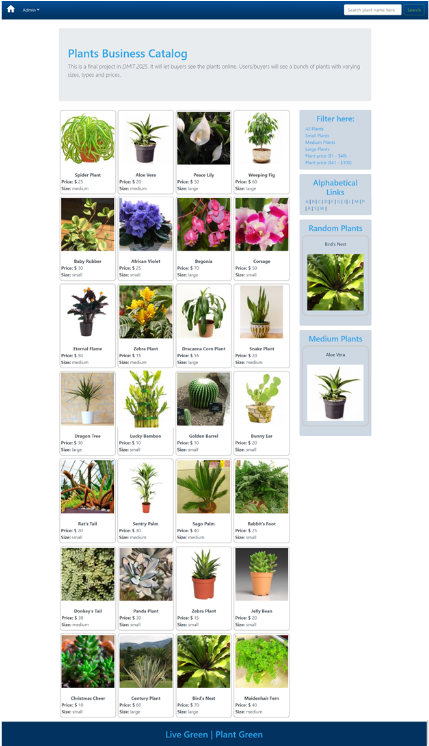 Admin
Search plant name here
Search
Plants Business Catalog
This is a final project in DMIT 2025. It will let buyers see the plants online. Users/buyers will see a bunch of plants with varying
sizes, types and prices.
Spider Plant
Price: $ 25
Size: medium
Aloe Vera
Price: $ 20
Size: medium
Peace Lily
Price: $ 50
Size: large
Weeping Fig
Price: $ 60
Size: large
Baby Rubber
Price: $ 30
Size: small
African Violet
Price: $ 25
Size: small
Begonia
Price: $ 70
Size: large
Corsage
Price: $ 50
Size: small
Eternal Flame
Price: $
Size: medium
Zebra Plant
Price: $ 15
Size: medium
Dracaena Corn Plant
Price: $
Size: large
Snake Plant
Price: $ 20
Size: medium
Dragon Tree
Price: $ 30
Size: large
Lucky Bamboo
Price: $ 10
Size: small
Golden Barrel
Price: $ 10
Size: small
Bunny Ear
Price: $ 20
Size: small
Rat's Tail
Price: $ 20
Size: small
Sentry Palm
Price: $ 30
Size: medium
Sago Palm
Price: $ 40
Size: medium
Rabbit's Foot
Price: $ 25
Size: small
Donkey's Tail
Price: $
Size: medium
Panda Plant
Price: $ 20
Size: small
Zebra Plant
Price: $ 15
Size: small
Jelly Bean
Price: $ 20
Size: small
Christmas Cheer
Price: $ 10
Size: small
Century Plant
Price: $
Size: small
Bird's Nest
Price: $ 70
Size: large
Maidenhair Fern
Price: $ 40
Size: medium
Filter here:
All Plants
Small Plants
Medium Plants
Large Plants
Plant price ($1 - $60)
Plant price ($61 - $100)
Alphabetical
Links
Random Plants
Bird's Nest
Medium Plants
Aloe Vera
Live Green | Plant Green